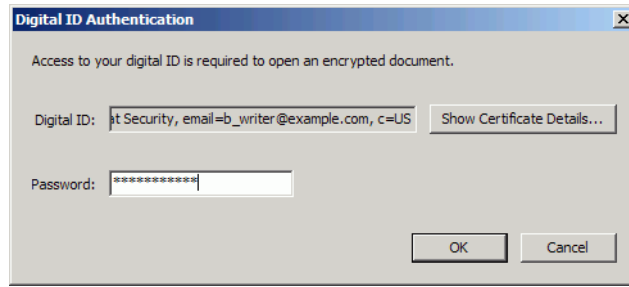 Digital ID Authentication
Access to your digital ID is required to open an encrypted document.
Digital ID: at Security, email=b_writer@example.com, c=US Show Certificate Details...
Password: ***********
OK Cancel